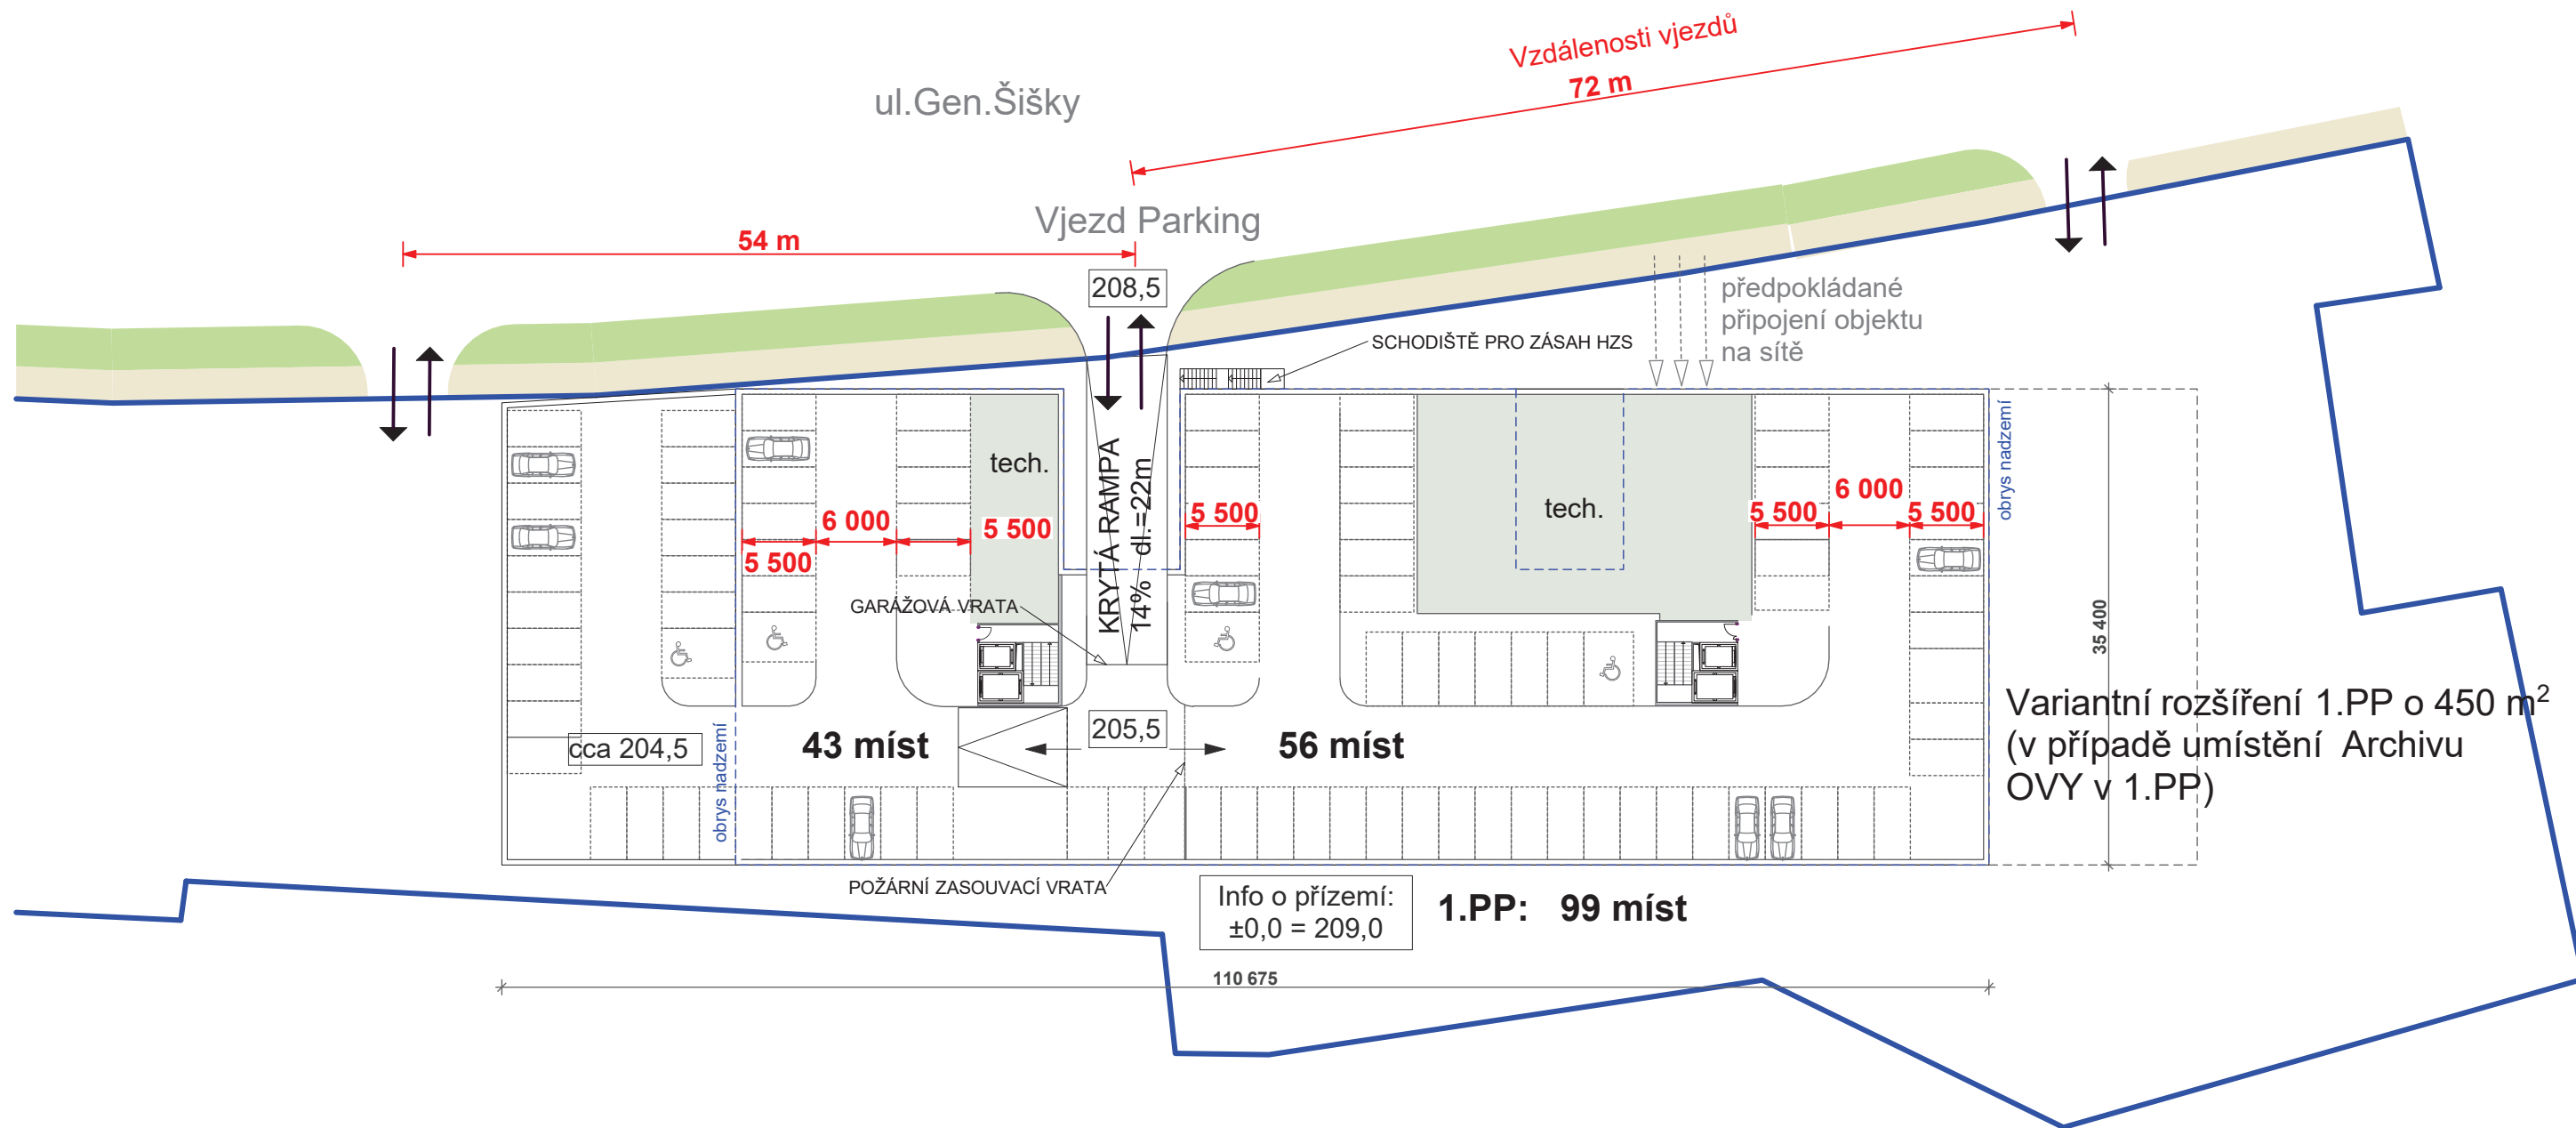 Vzdálenosti vjezdů
72 m
ul.Gen.Šišky
Vjezd Parking
54 m
208,5
předpokládané
připojení objektu
na sítě
SCHODIŠTĚ PRO ZÁSAH HZS
obrys nadzemí
tech.
KRYTÁ RAMPA
14% dl.=22m
tech.
6 000
5 500
5 500
5 500
5 500
6 000
5 500
GARÁŽOVÁ VRATA
35 400
cca 204,5
obrys nadzemí
43 míst
205,5
56 míst
Variantní rozšíření 1.PP o 450 m²
(v případě umístění Archivu
OVY v 1.PP)
POŽÁRNÍ ZASOUVACÍ VRATA
Info o přízemí:
±0,0 = 209,0
1.PP: 99 míst
110 675